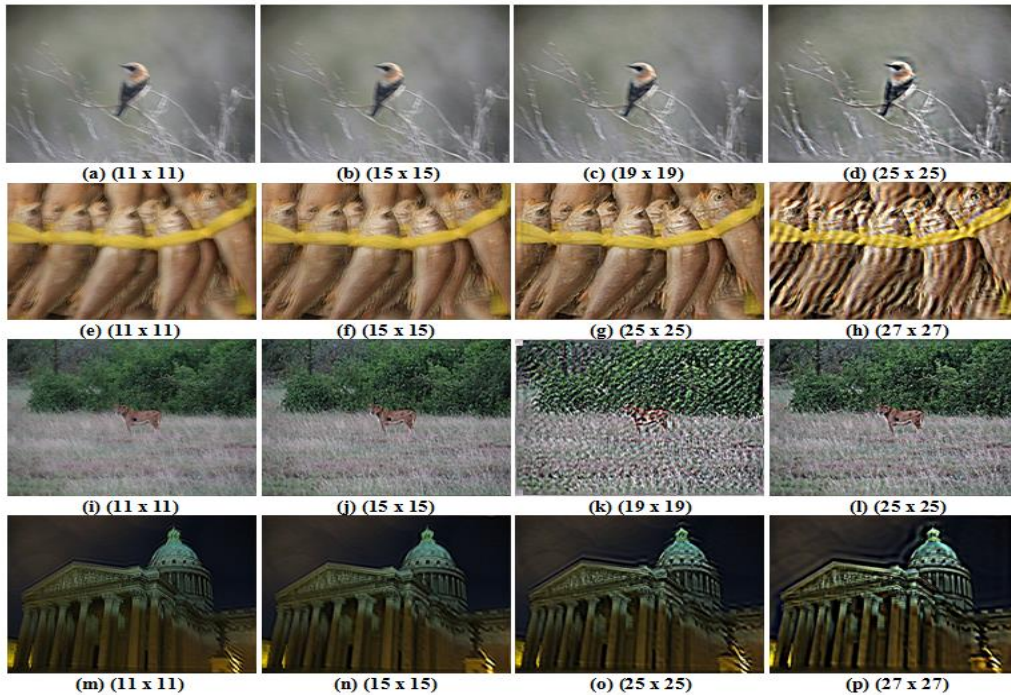 (a) (11 x 11) (b) (15 x 15) (c) (19 x 19) (d) (25 x 25)
(e) (11 x 11) (f) (15 x 15) (g) (25 x 25) (h) (27 x 27)
(i) (11 x 11) (j) (15 x 15) (k) (19 x 19) (l) (25 x 25)
(m) (11 x 11) (n) (15 x 15) (o) (25 x 25) (p) (27 x 27)